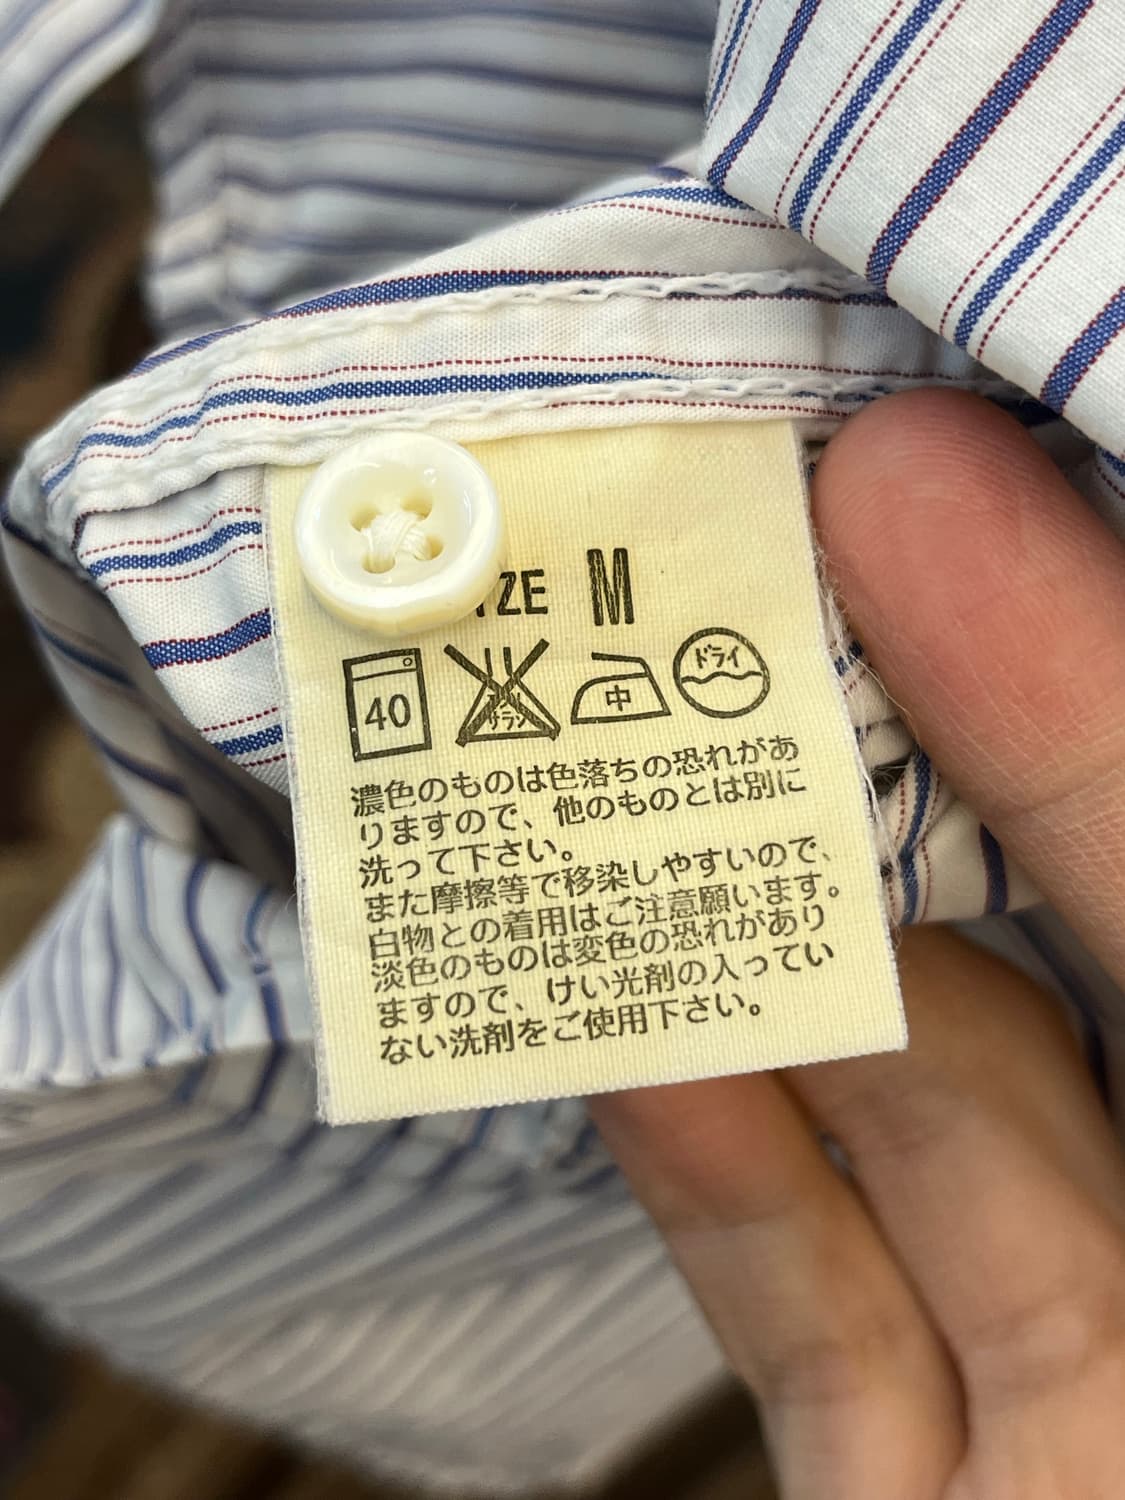 ZE M
40
サラシ
中
ドライ
濃色のものは色落ちの恐れがあ
りますので、他のものとは別に
洗って下さい。
また摩擦等で移染しやすいので、
白物との着用はご注意願います。
淡色のものは変色の恐れがあり
ますので、けい光剤の入ってい
ない洗剤をご使用下さい。